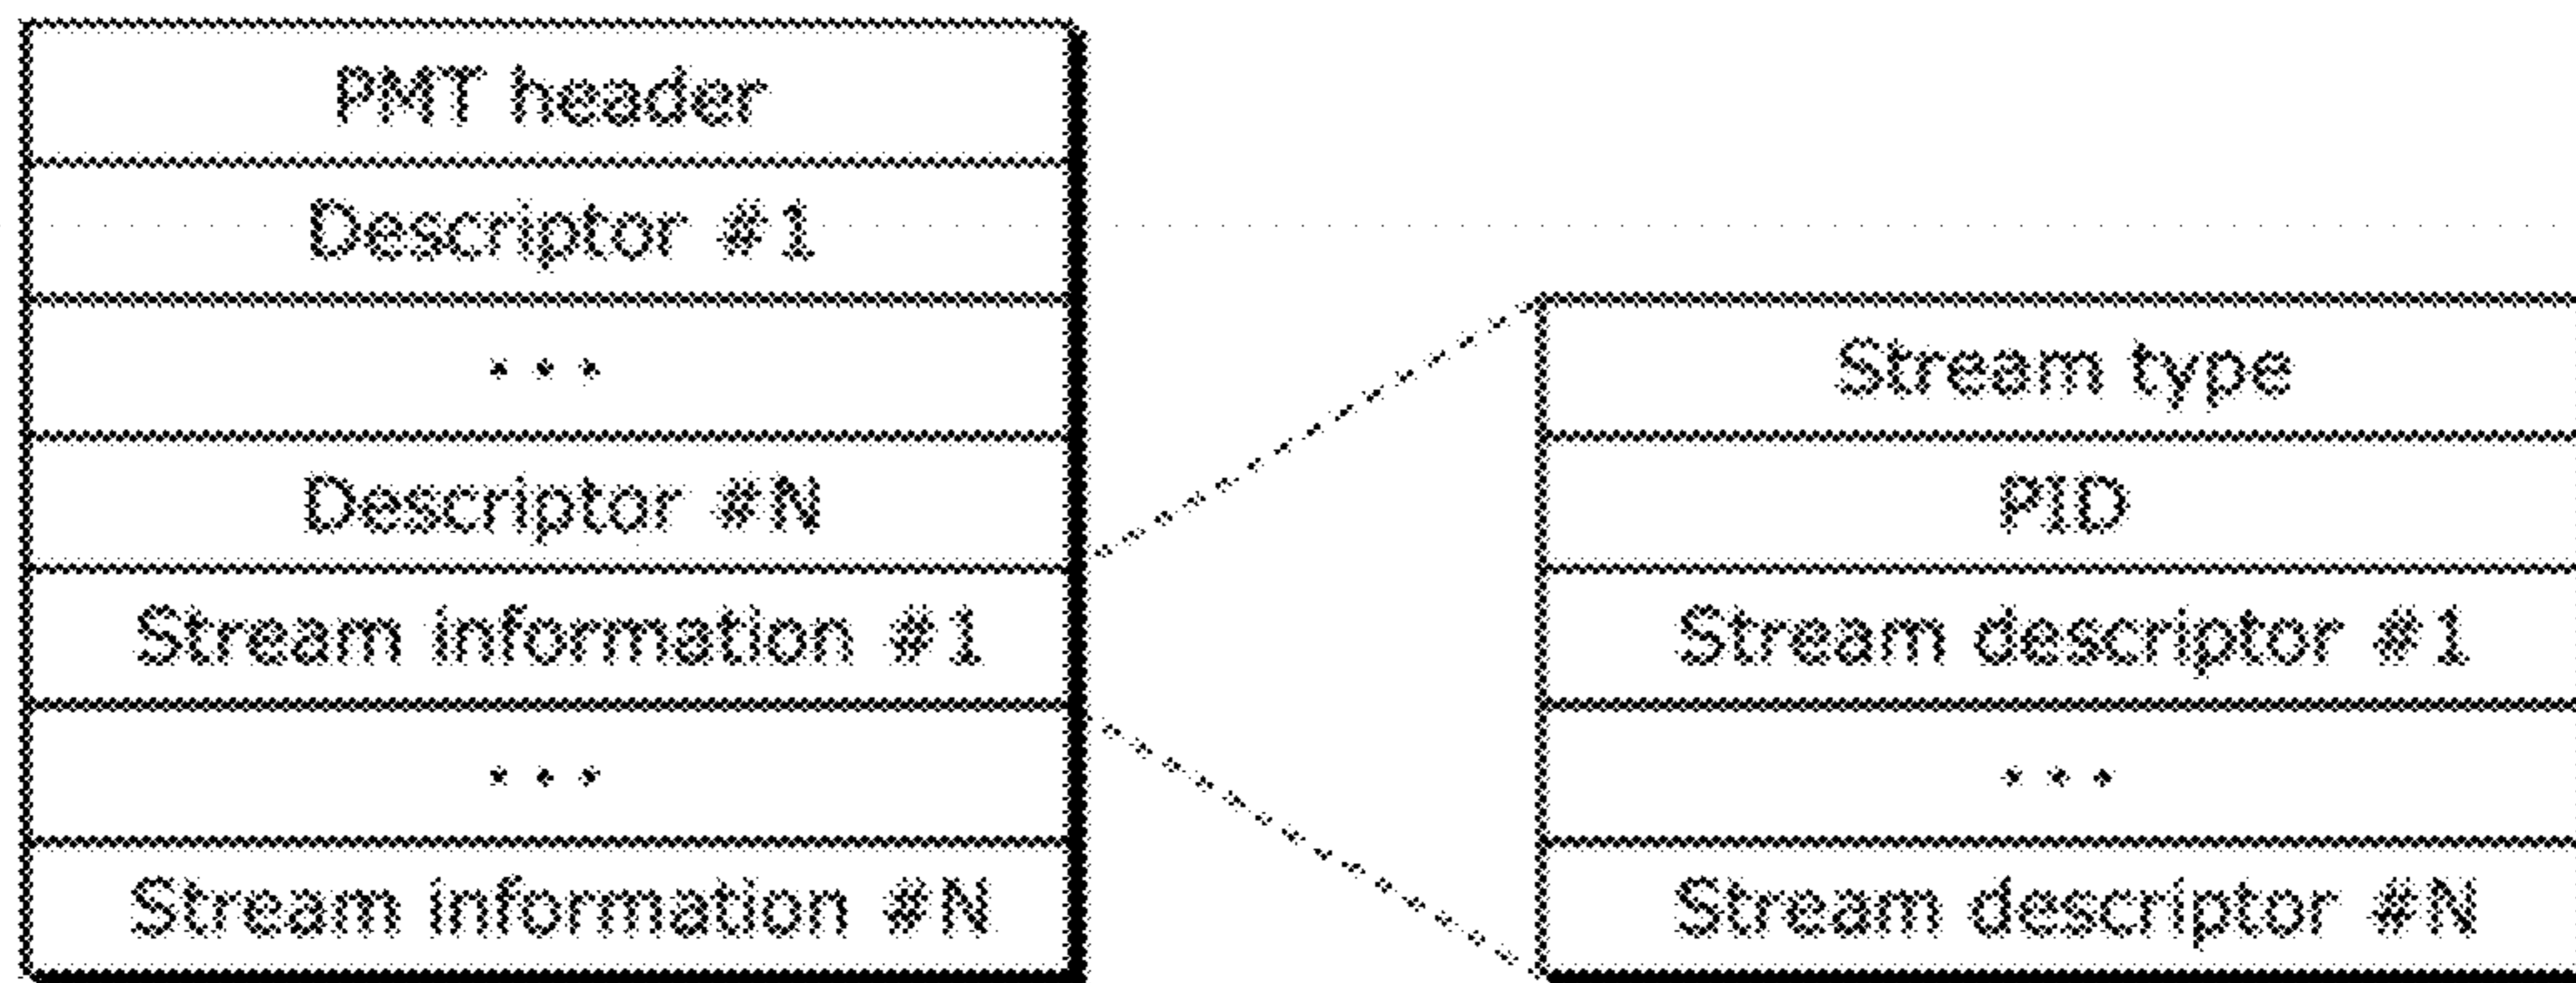 PMT header
Descriptor #1
...
Descriptor #N
Stream information #1
...
Stream information #N
Stream type
PID
Stream descriptor #1
...
Stream descriptor #N